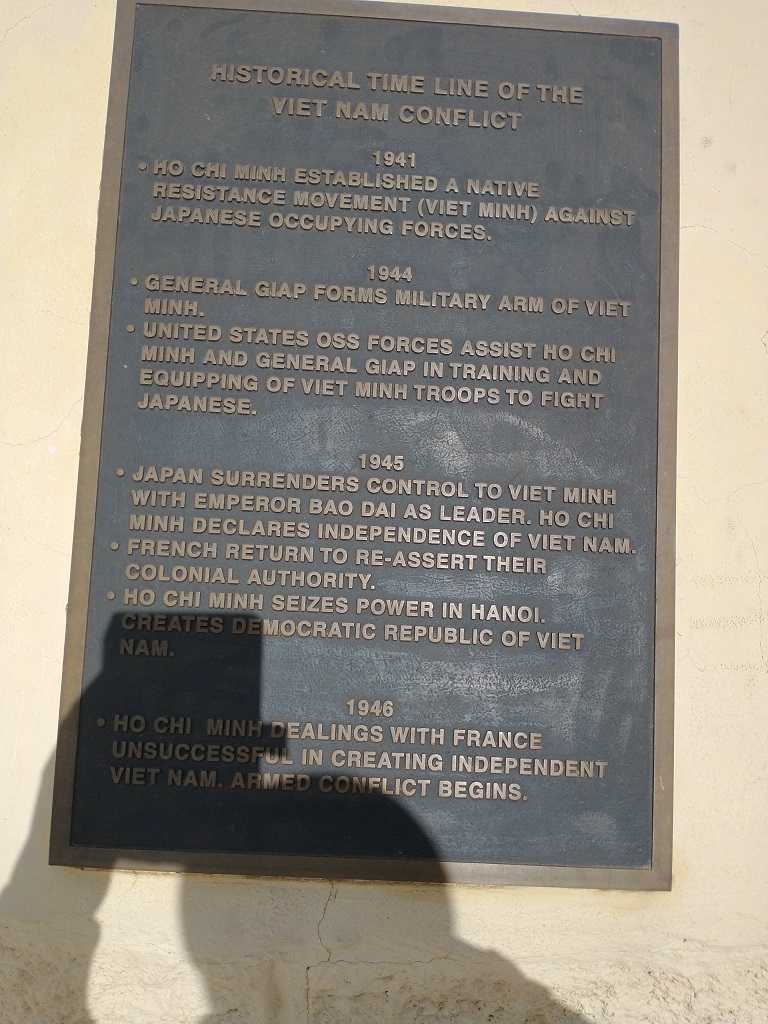 HISTORICAL TIME LINE OF THE
VIET NAM CONFLICT
1941
• HO CHI MINH ESTABLISHED A NATIVE
RESISTANCE MOVEMENT (VIET MINH) AGAINST
JAPANESE OCCUPYING FORCES.
1944
• GENERAL GIAP FORMS MILITARY ARM OF VIET
MINH.
• UNITED STATES OSS FORCES ASSIST HO CHI
MINH AND GENERAL GIAP IN TRAINING AND
EQUIPPING OF VIET MINH TROOPS TO FIGHT
JAPANESE.
1945
• JAPAN SURRENDERS CONTROL TO VIET MINH
WITH EMPEROR BAO DAI AS LEADER. HO CHI
MINH DECLARES INDEPENDENCE OF VIET NAM.
• FRENCH RETURN TO RE-ASSERT THEIR
COLONIAL AUTHORITY.
• HO CHI MINH SEIZES POWER IN HANOI.
CREATES DEMOCRATIC REPUBLIC OF VIET
NAM.
1946
• HO CHI MINH DEALINGS WITH FRANCE
UNSUCCESSFUL IN CREATING INDEPENDENT
VIET NAM. ARMED CONFLICT BEGINS.